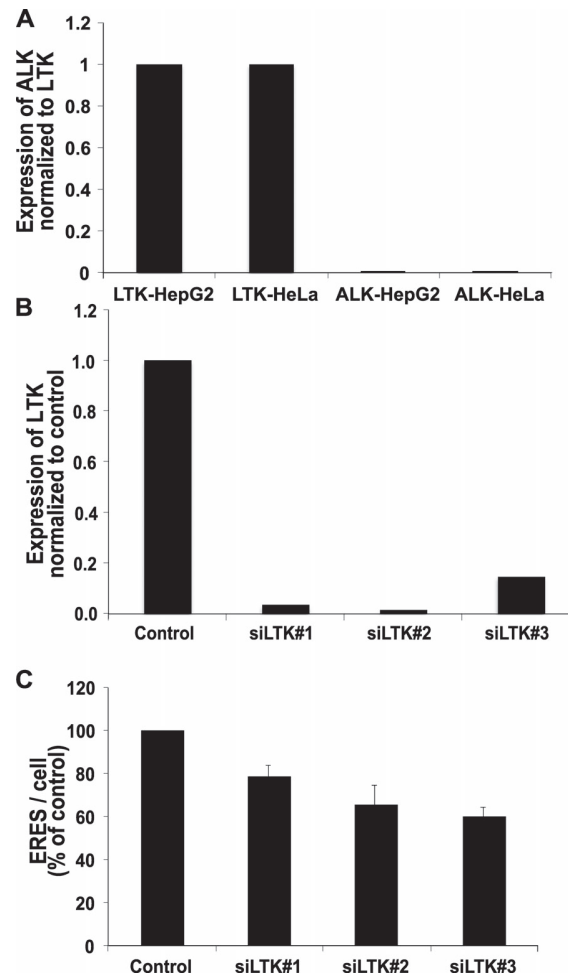 A
Expression of ALK
normalized to LTK
1.2
1
0.8
0.6
0.4
0.2
0
LTK-HepG2 LTK-HeLa ALK-HepG2 ALK-HeLa
B
Expression of LTK
normalized to control
1.2
1.0
0.8
0.6
0.4
0.2
0.0
Control siLTK#1 siLTK#2 siLTK#3
C
ERES / cell
(% of control)
120
100
80
60
40
20
0
Control siLTK#1 siLTK#2 siLTK#3